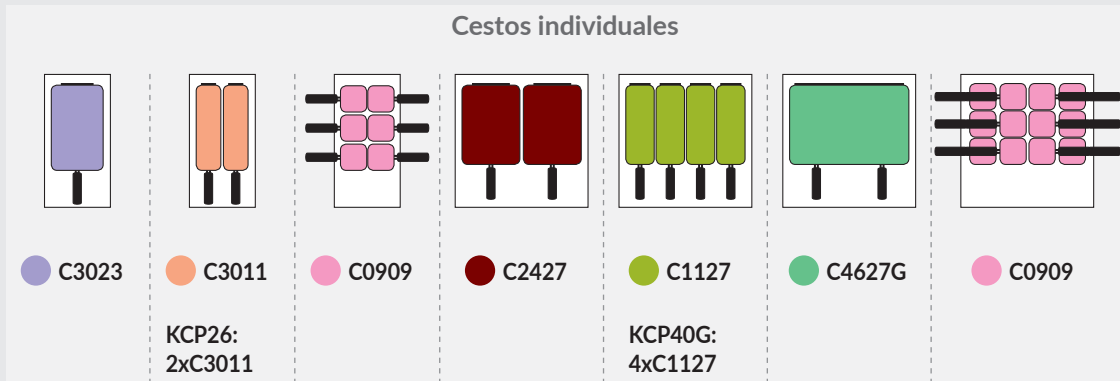 Cestos individuales
C3023
C3011
C0909
C2427
C1127
C4627G
C0909
KCP26:
2xC3011
KCP40G:
4xC1127